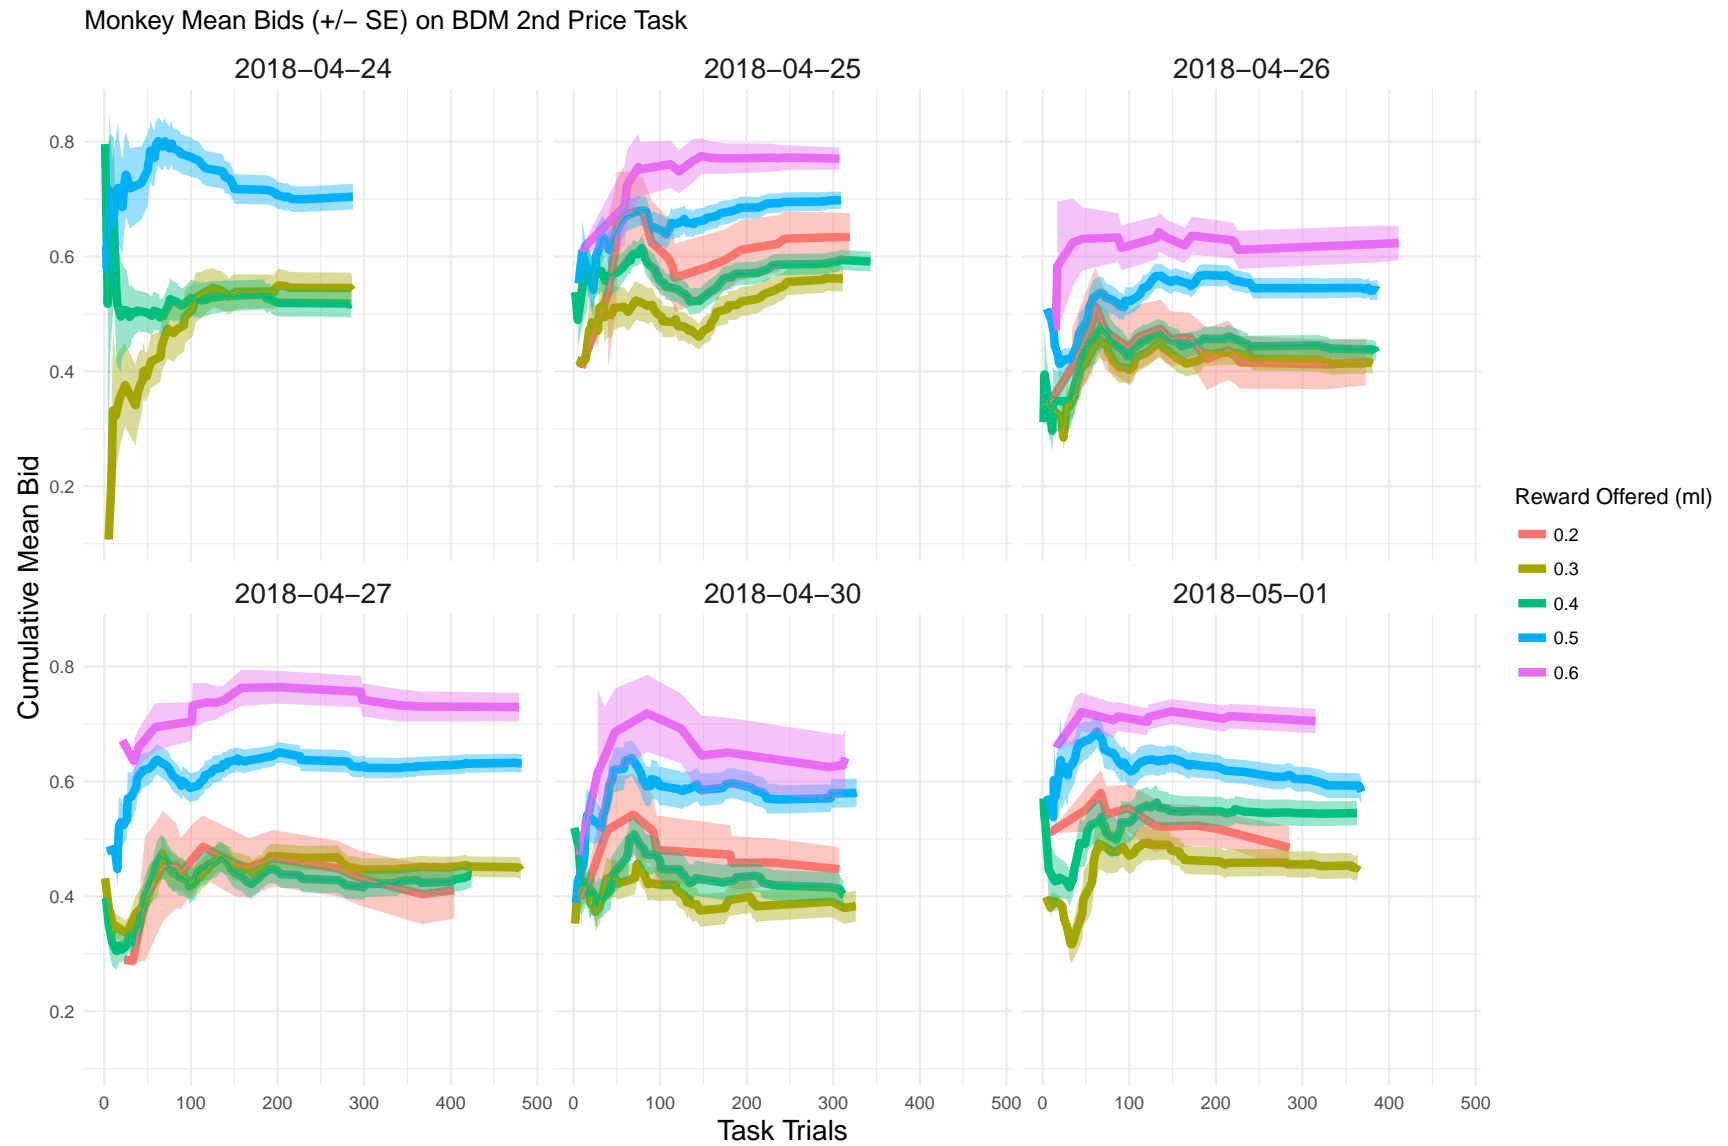 Monkey Mean Bids (+/− SE) on BDM 2nd Price Task
2018−04−24
2018−04−25
2018−04−26
0.8
0.6
0.4
0.2
2018−04−27
2018−04−30
2018−05−01
0.8
0.6
0.4
0.2
0 100 200 300 400 500
0 100 200 300 400 500
0 100 200 300 400 500
Task Trials
Cumulative Mean Bid
Reward Offered (ml)
0.2
0.3
0.4
0.5
0.6